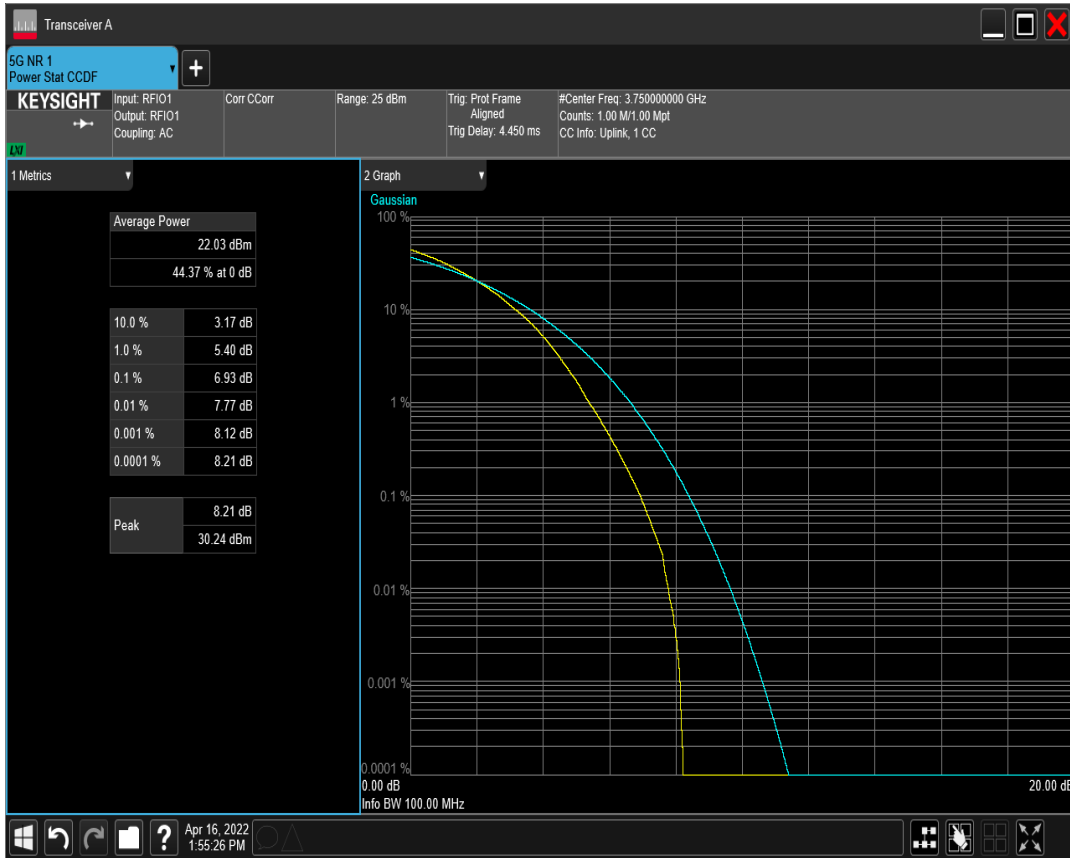 Transceiver A
5G NR 1
Power Stat CCDF
KEYSIGHT
LXI
Input: RFIO1
Output: RFIO1
Coupling: AC
Corr CCorr
Range: 25 dBm
Trig: Prot Frame
Aligned
Trig Delay: 4.450 ms
#Center Freq: 3.750000000 GHz
Counts: 1.00 M/1.00 Mpt
CC Info: Uplink, 1 CC
1 Metrics
Average Power
22.03 dBm
44.37 % at 0 dB
10.0 % 3.17 dB
1.0 % 5.40 dB
0.1 % 6.93 dB
0.01 % 7.77 dB
0.001 % 8.12 dB
0.0001 % 8.21 dB
Peak
8.21 dB
30.24 dBm
2 Graph
Gaussian
100 %
10 %
1 %
0.1 %
0.01 %
0.001 %
0.0001 %
0.00 dB
20.00 dB
Info BW 100.00 MHz
?
Apr 16, 2022
1:55:26 PM